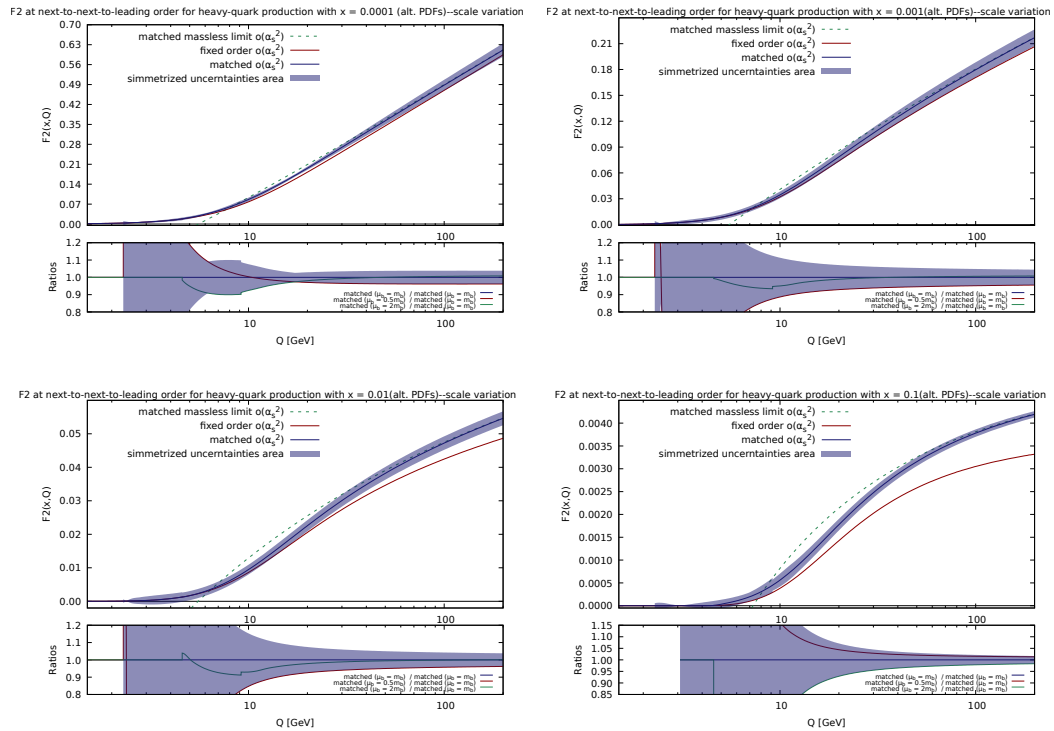 F2 at next-to-next-to-leading order for heavy-quark production with x = 0.0001 (alt. PDFs)--scale variation
0.70
0.63
0.56
0.49
0.42
0.35
0.28
0.21
0.14
0.07
0.00
F2(x,Q)
matched massless limit o(αs²)
fixed order o(αs²)
matched o(αs²)
simmetrized uncerntainties area
10
100
1.2
1.1
1.0
0.9
0.8
Ratios
matched (μb = mb) / matched (μb = mb)
matched (μb = 0.5mb) / matched (μb = mb)
matched (μb = 2mb) / matched (μb = mb)
10
100
Q [GeV]
F2 at next-to-next-to-leading order for heavy-quark production with x = 0.001(alt. PDFs)--scale variation
0.21
0.18
0.15
0.12
0.09
0.06
0.03
0.00
F2(x,Q)
matched massless limit o(αs²)
fixed order o(αs²)
matched o(αs²)
simmetrized uncerntainties area
10
100
1.2
1.1
1.0
0.9
0.8
Ratios
matched (μb = mb) / matched (μb = mb)
matched (μb = 0.5mb) / matched (μb = mb)
matched (μb = 2mb) / matched (μb = mb)
10
100
Q [GeV]
F2 at next-to-next-to-leading order for heavy-quark production with x = 0.01(alt. PDFs)--scale variation
0.05
0.04
0.03
0.02
0.01
0.00
F2(x,Q)
matched massless limit o(αs²)
fixed order o(αs²)
matched o(αs²)
simmetrized uncerntainties area
10
100
1.2
1.1
1.0
0.9
0.8
Ratios
matched (μb = mb) / matched (μb = mb)
matched (μb = 0.5mb) / matched (μb = mb)
matched (μb = 2mb) / matched (μb = mb)
10
100
Q [GeV]
F2 at next-to-next-to-leading order for heavy-quark production with x = 0.1(alt. PDFs)--scale variation
0.0040
0.0035
0.0030
0.0025
0.0020
0.0015
0.0010
0.0005
0.0000
F2(x,Q)
matched massless limit o(αs²)
fixed order o(αs²)
matched o(αs²)
simmetrized uncerntainties area
10
100
1.15
1.10
1.05
1.00
0.95
0.90
0.85
Ratios
matched (μb = mb) / matched (μb = mb)
matched (μb = 0.5mb) / matched (μb = mb)
matched (μb = 2mb) / matched (μb = mb)
10
100
Q [GeV]